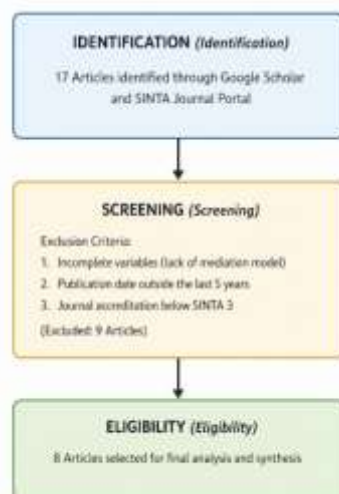 IDENTIFICATION (Identification)
17 Articles identified through Google Scholar
and SINTA Journal Portal
SCREENING (Screening)
Exclusion Criteria:
1. Incomplete variables (lack of mediation model)
2. Publication date outside the last 5 years
3. Journal accreditation below SINTA 3
(Excluded: 9 Articles)
ELIGIBILITY (Eligibility)
8 Articles selected for final analysis and synthesis